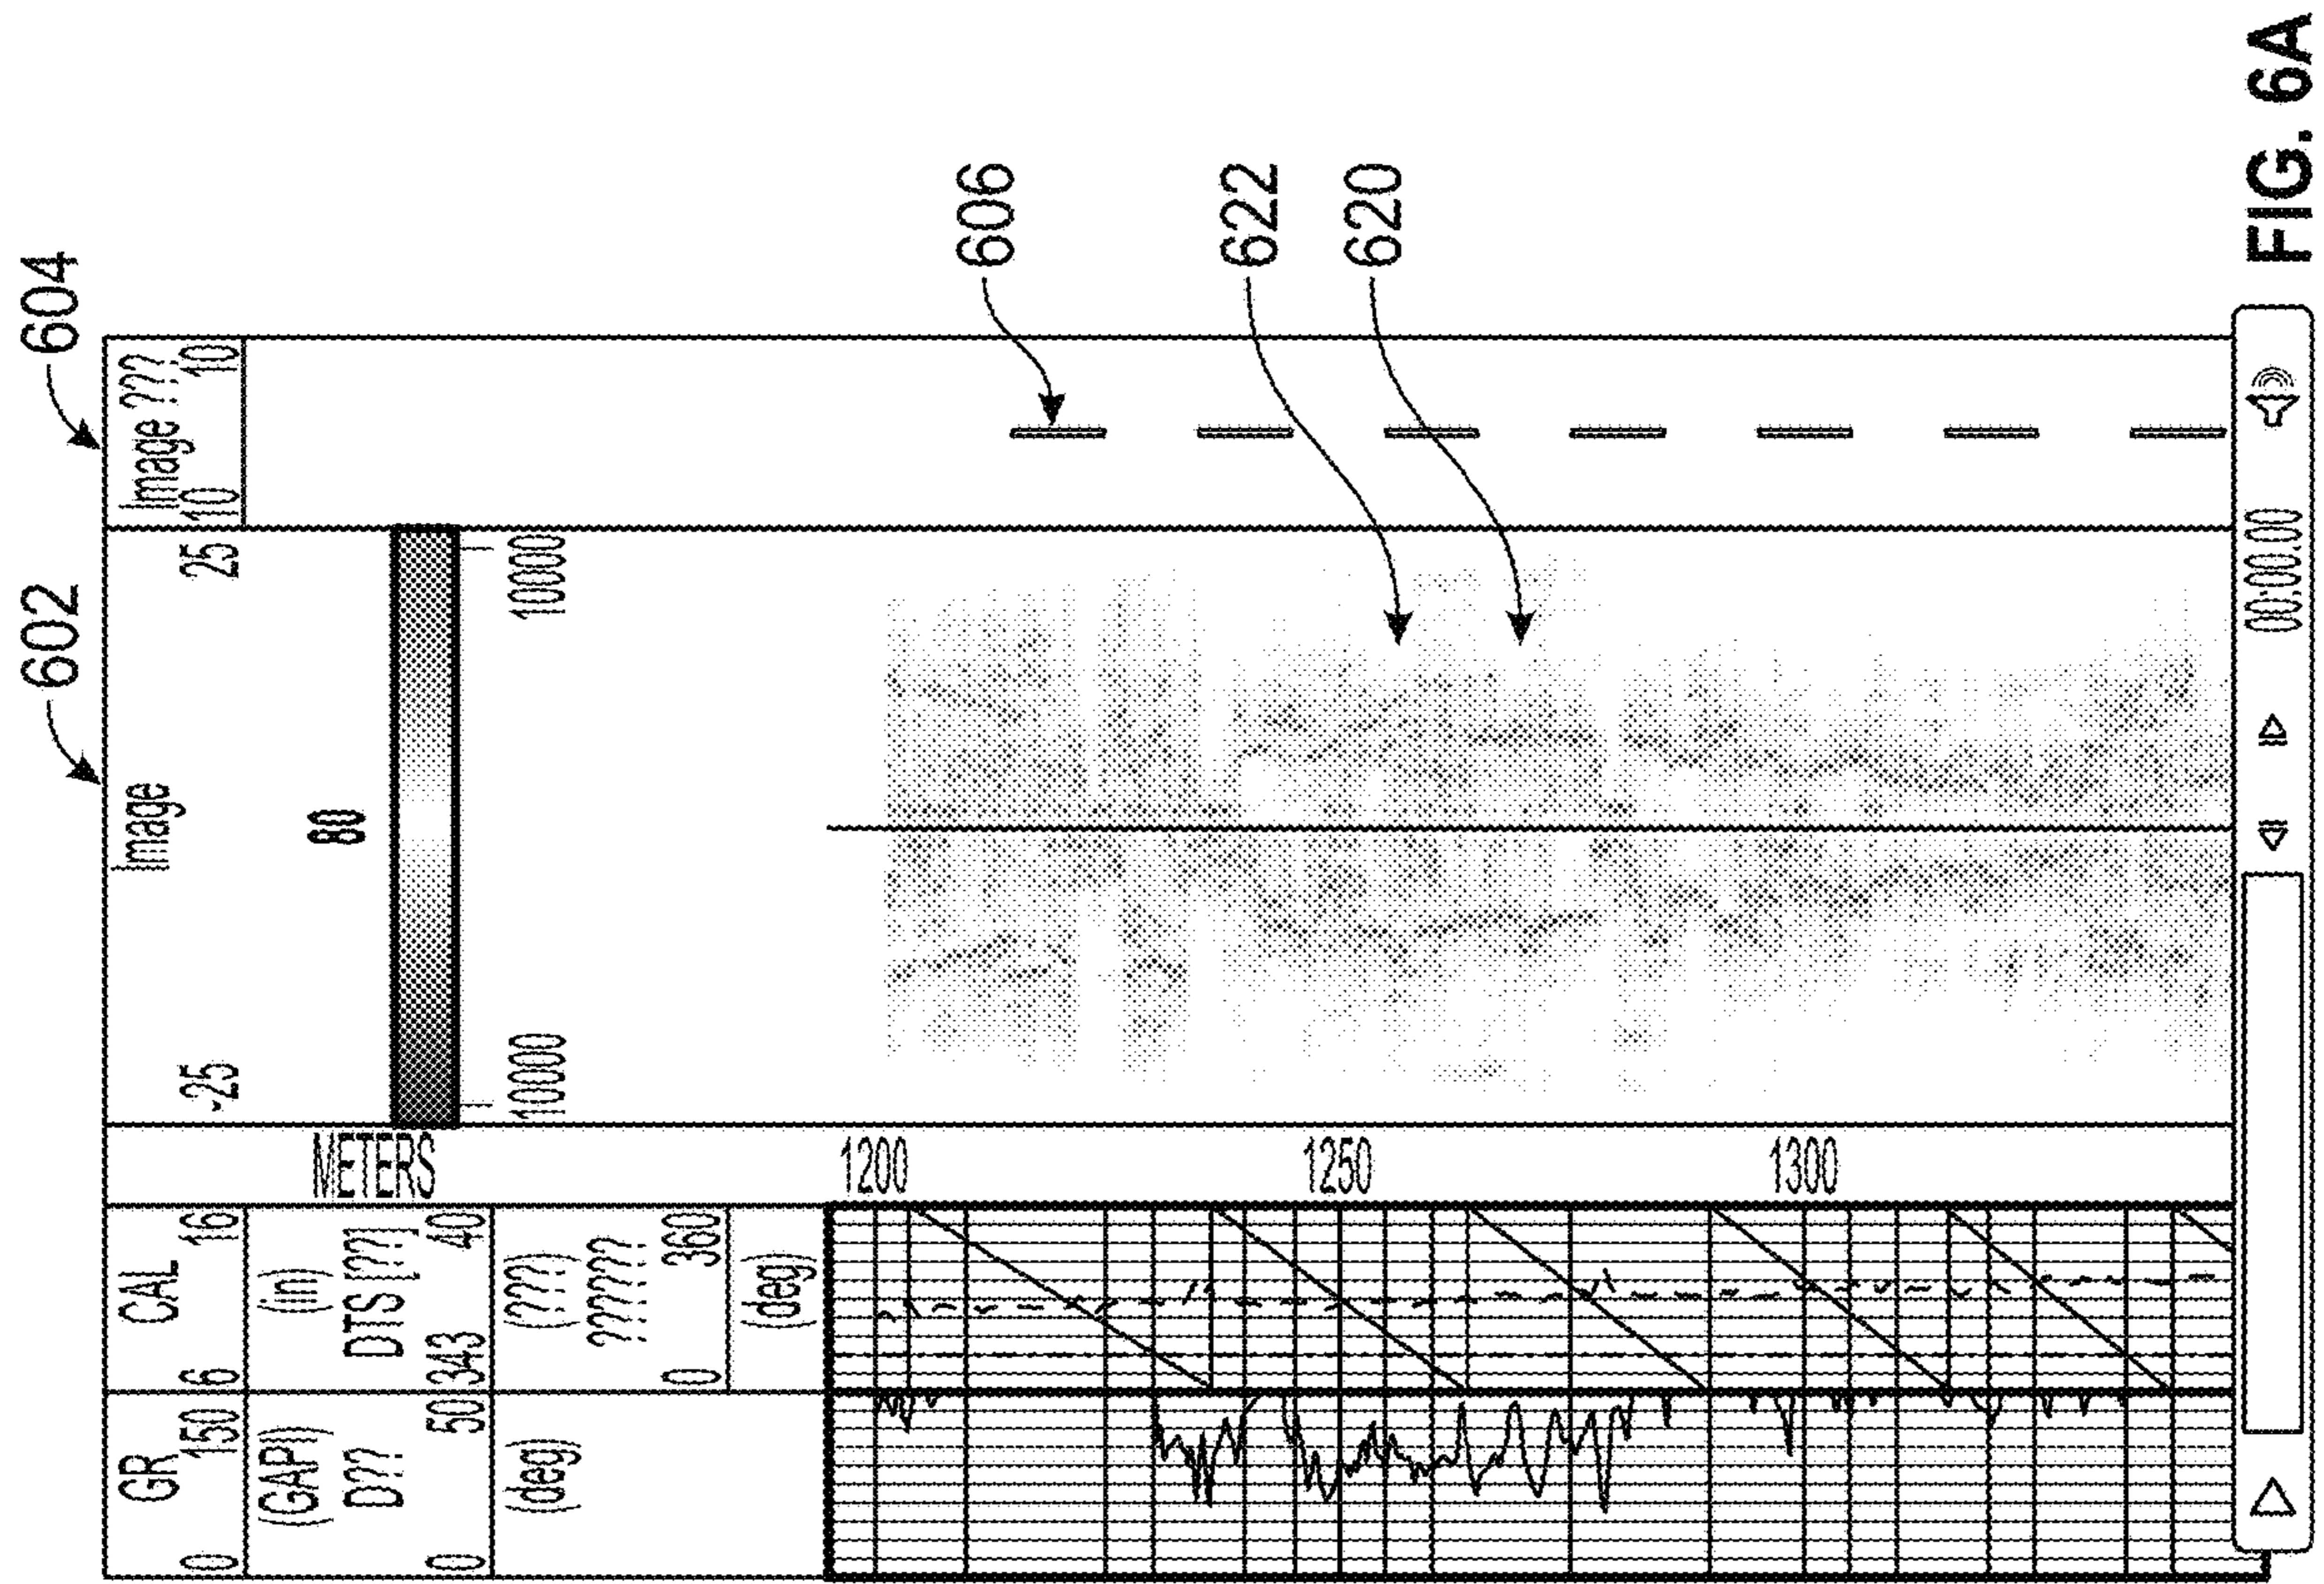 602
604
Image
-25
25
80
10000
10000
Image ???
10
10
GR
0
150
(GAPI)
D??
0
50
(deg)
CAL
6
16
(in)
DTS [??]
343
40
(???)
??????
0
360
(deg)
METERS
1200
1250
1300
606
622
620
00:00.00
FIG. 6A